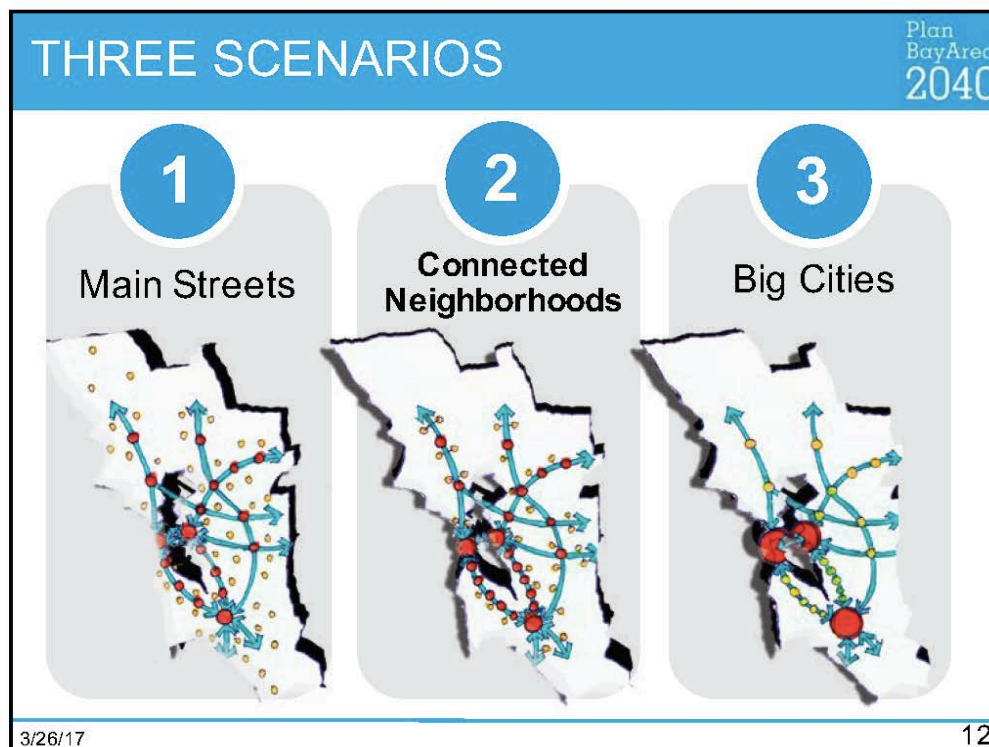 THREE SCENARIOS
Plan
BayArea
2040
1
Main Streets
2
Connected
Neighborhoods
3
Big Cities
3/26/17
12